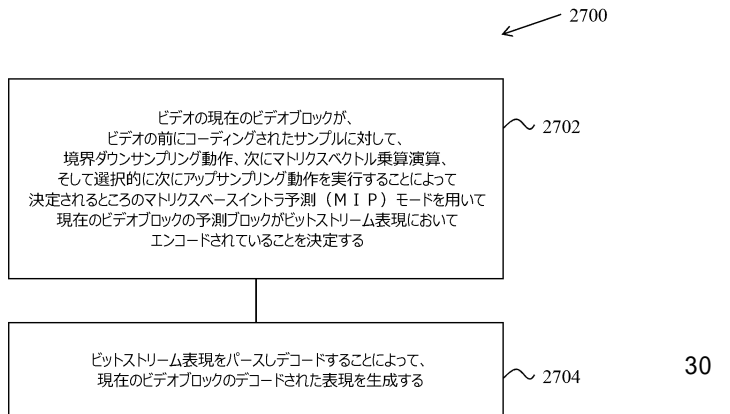 2700
ビデオの現在のビデオブロックが、
ビデオの前にコーディングされたサンプルに対して、
境界ダウンサンプリング動作、次にマトリクスベクトル乗算演算、
そして選択的に次にアップサンプリング動作を実行することによって
決定されるところのマトリクスベースイントラ予測（ＭＩＰ）モードを用いて
現在のビデオブロックの予測ブロックがビットストリーム表現において
エンコードされていることを決定する
2702
ビットストリーム表現をパースしデコードすることによって、
現在のビデオブロックのデコードされた表現を生成する
2704
30